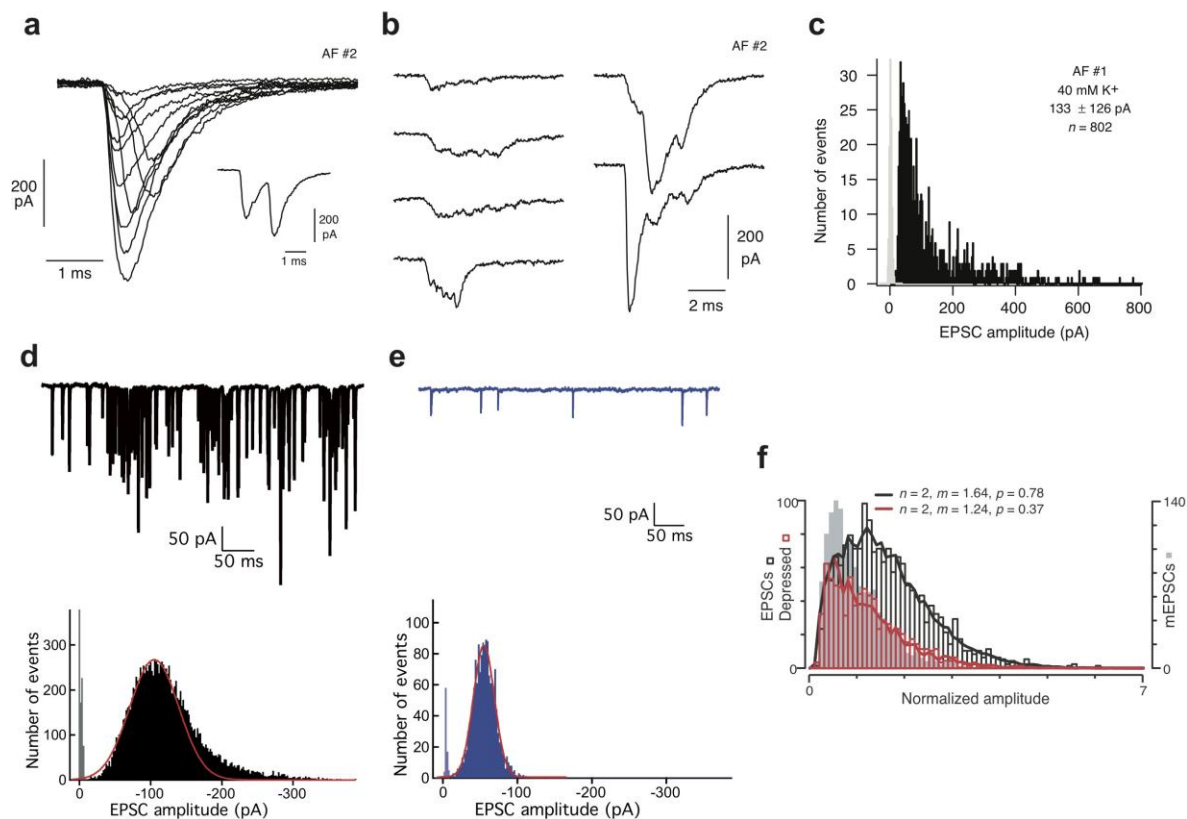 a
AF #2
200
pA
1 ms
200
pA
1 ms
b
AF #2
200
pA
2 ms
c
AF #1
40 mM K+
133 ± 126 pA
n = 802
Number of events
30
25
20
15
10
5
0
0 200 400 600 800
EPSC amplitude (pA)
d
50 pA
50 ms
Number of events
300
200
100
0
0 -100 -200 -300
EPSC amplitude (pA)
e
50 pA
50 ms
Number of events
100
80
60
40
20
0
0 -100 -200 -300
EPSC amplitude (pA)
f
n = 2, m = 1.64, p = 0.78
n = 2, m = 1.24, p = 0.37
EPSCs
Depressed
100
0
140
0
mEPSCs
0 7
Normalized amplitude